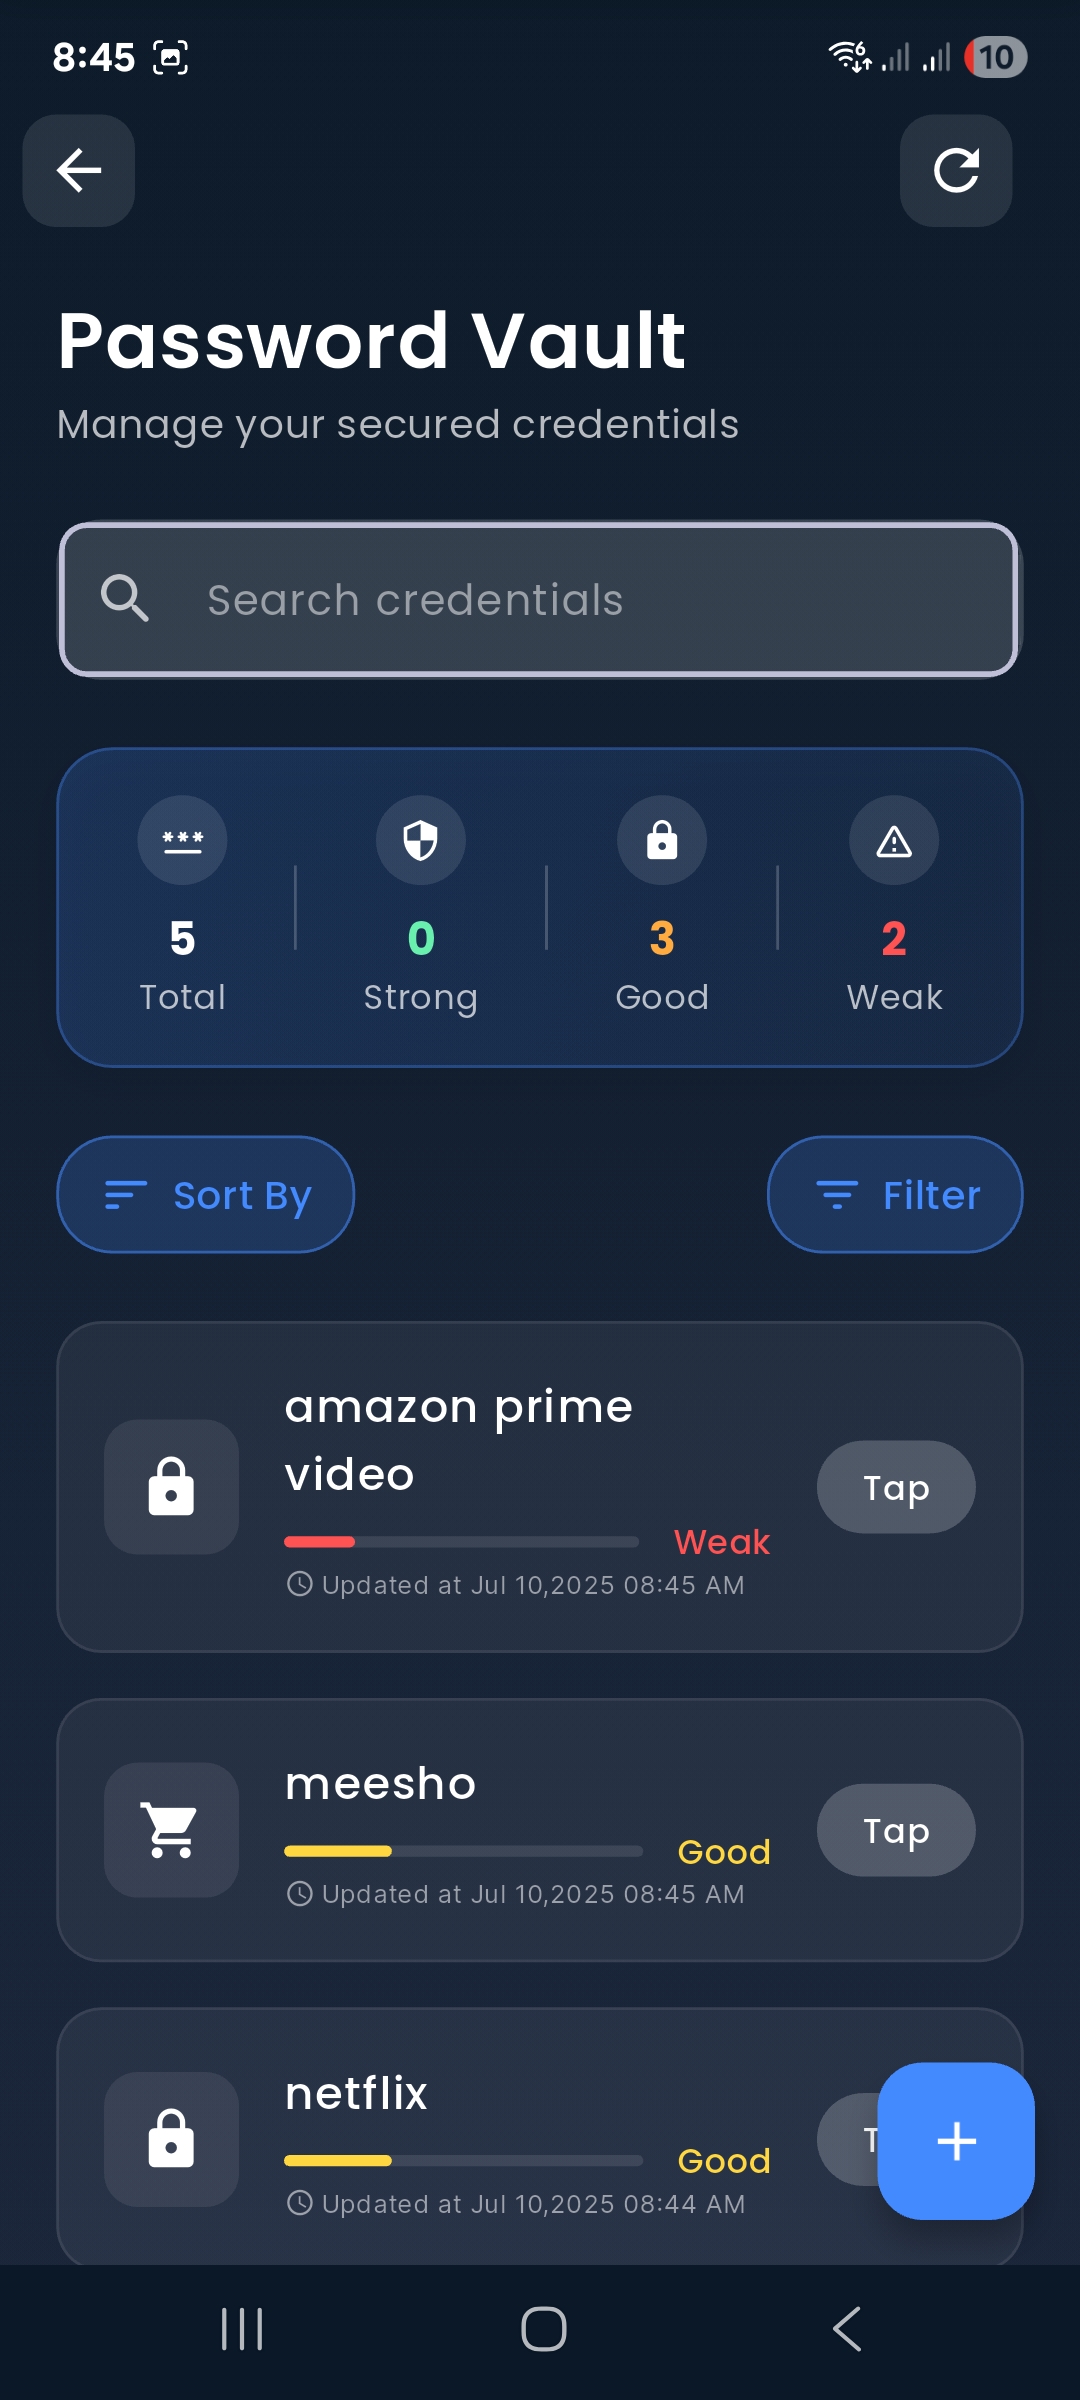 8:45
6
10
Password Vault
Manage your secured credentials
Search credentials
***
5
0
3
2
Total
Strong
Good
Weak
Sort By
Filter
amazon prime
video
Tap
Weak
Updated at Jul 10,2025 08:45 AM
meesho
Tap
Good
Updated at Jul 10,2025 08:45 AM
netflix
T
Good
Updated at Jul 10,2025 08:44 AM